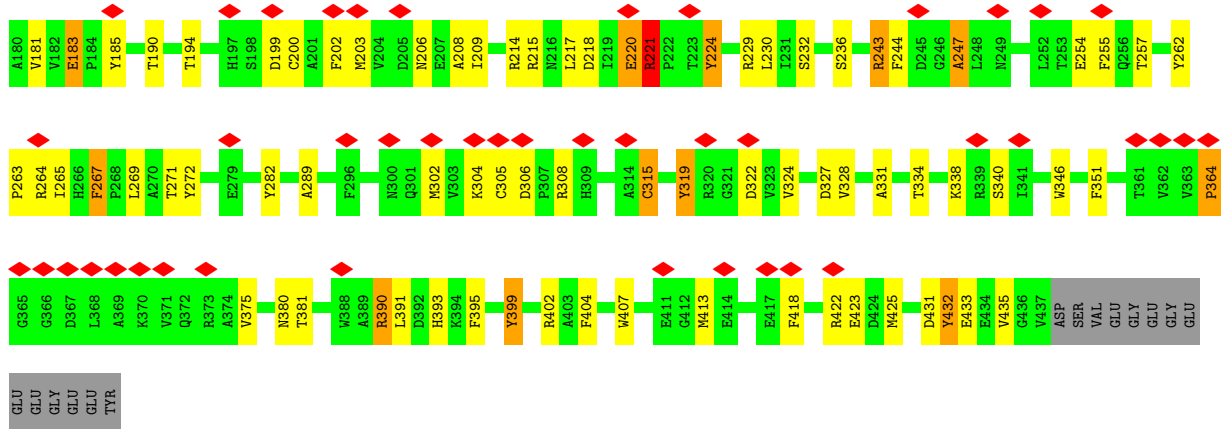 A180 V181 V182 E183 P184 Y185 T190 T194 H197 S198 D199 C200 A201 F202 M203 V204 D205 N206 E207 A208 I209 R214 R215 N216 L217 D218 I219 E220 R221 P222 T223 Y224 R229 L230 I231 S232 S236 R243 F244 D245 G246 A247 L248 N249 L252 T253 E254 F255 Q256 T257 Y262
P263 R264 I265 H266 F267 P268 L269 A270 T271 Y272 E279 Y282 A289 F296 N300 Q301 M302 V303 K304 C305 D306 P307 R308 H309 A314 C315 Y319 R320 G321 D322 V323 V324 D327 V328 A331 T334 K338 R339 S340 I341 W346 F351 T361 V362 V363 P364
G365 G366 D367 L368 A369 K370 V371 Q372 R373 A374 V375 N380 T381 W388 A389 R390 L391 D392 H393 K394 F395 Y399 R402 A403 F404 W407 E411 G412 M413 E414 E417 F418 R422 E423 D424 M425 D431 Y432 E433 E434 V435 G436 V437 ASP SER VAL GLU GLY GLU GLY GLU
GLU GLU GLY GLU GLU TYR